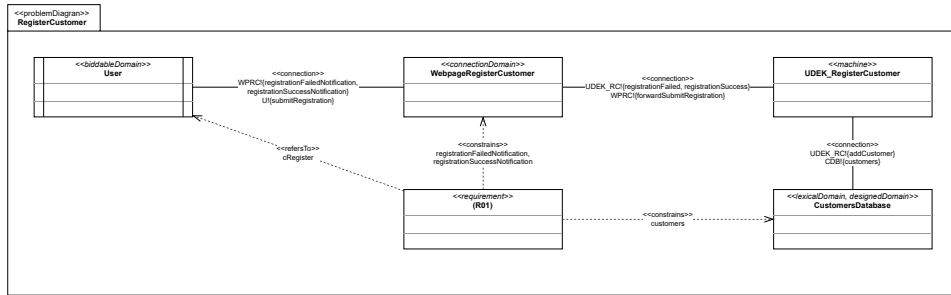 <<problemDiagran>>
RegisterCustomer
<<biddableDomain>>
User
<<connection>>
WPRC!{registrationFailedNotification,
registrationSuccessNotification}
U!{submitRegistration}
<<connectionDomain>>
WebpageRegisterCustomer
<<connection>>
UDEK_RC!{registrationFailed, registrationSuccess}
WPRC!{forwardSubmitRegistration}
<<machine>>
UDEK_RegisterCustomer
<<refersTo>>
cRegister
<<constrains>>
registrationFailedNotification,
registrationSuccessNotification
<<connection>>
UDEK_RC!{addCustomer}
CDB!{customers}
<<requirement>>
(R01)
<<constrains>>
customers
<<lexicalDomain, designedDomain>>
CustomersDatabase